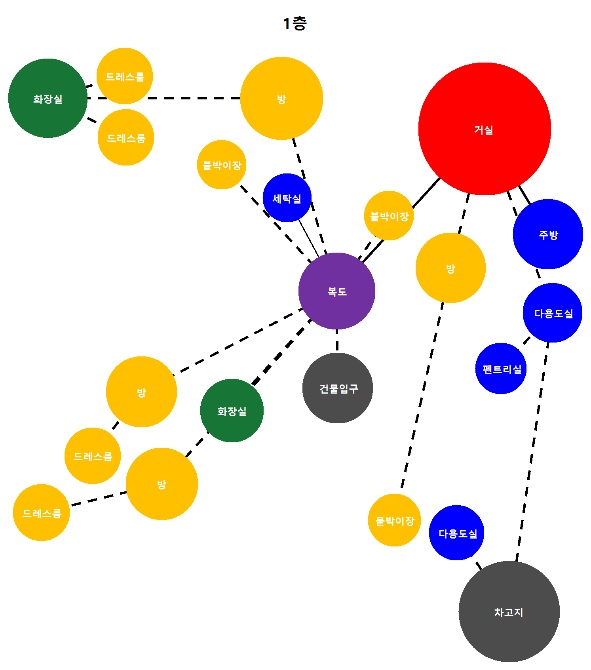 1층
드레스룸
화장실
방
거실
드레스룸
붙박이장
세탁실
붙박이장
주방
방
복도
다용도실
펜트리실
건물입구
방
화장실
드레스룸
방
드레스룸
붙박이장
다용도실
차고지